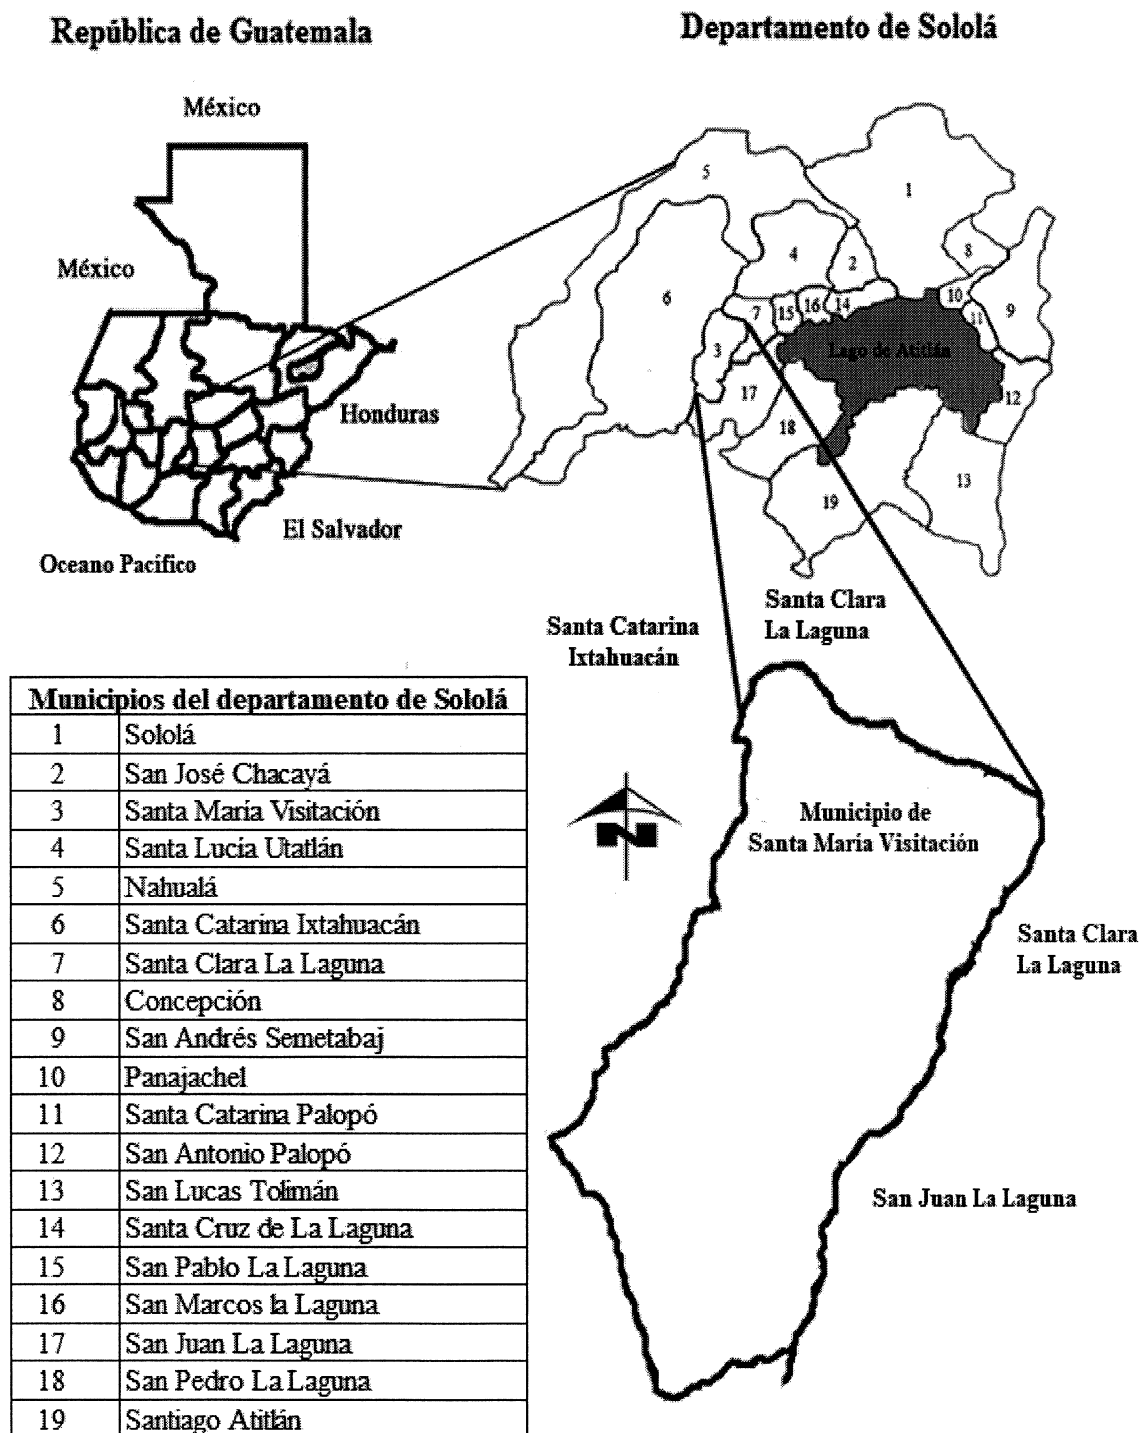 República de Guatemala
Departamento de Sololá
México
México
Honduras
El Salvador
Oceano Pacífico
5
1
4
2
8
6
7
15
16
14
10
9
11
3
Lago de Atitlán
17
12
18
13
19
Santa Catarina
Ixtahuacán
Santa Clara
La Laguna
Municipios del departamento de Sololá
1 Sololá
2 San José Chacayá
3 Santa María Visitación
4 Santa Lucía Utatlán
5 Nahualá
6 Santa Catarina Ixtahuacán
7 Santa Clara La Laguna
8 Concepción
9 San Andrés Semetabaj
10 Panajachel
11 Santa Catarina Palopó
12 San Antonio Palopó
13 San Lucas Tolimán
14 Santa Cruz de La Laguna
15 San Pablo La Laguna
16 San Marcos la Laguna
17 San Juan La Laguna
18 San Pedro La Laguna
19 Santiago Atitlán
N
Municipio de
Santa María Visitación
Santa Clara
La Laguna
San Juan La Laguna